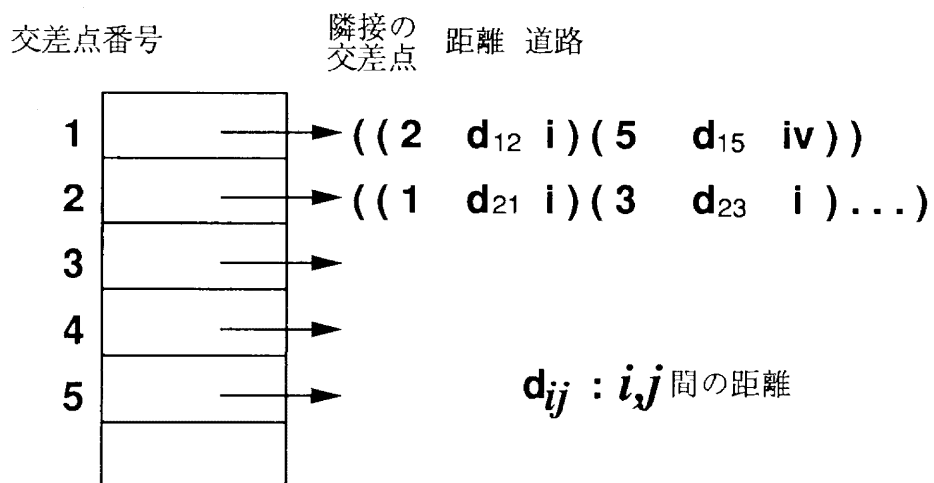 交差点番号 隣接の交差点 距離 道路
1 ((2 d12 i)(5 d15 iv))
2 ((1 d21 i)(3 d23 i)...)
3
4
5
dij : i,j間の距離